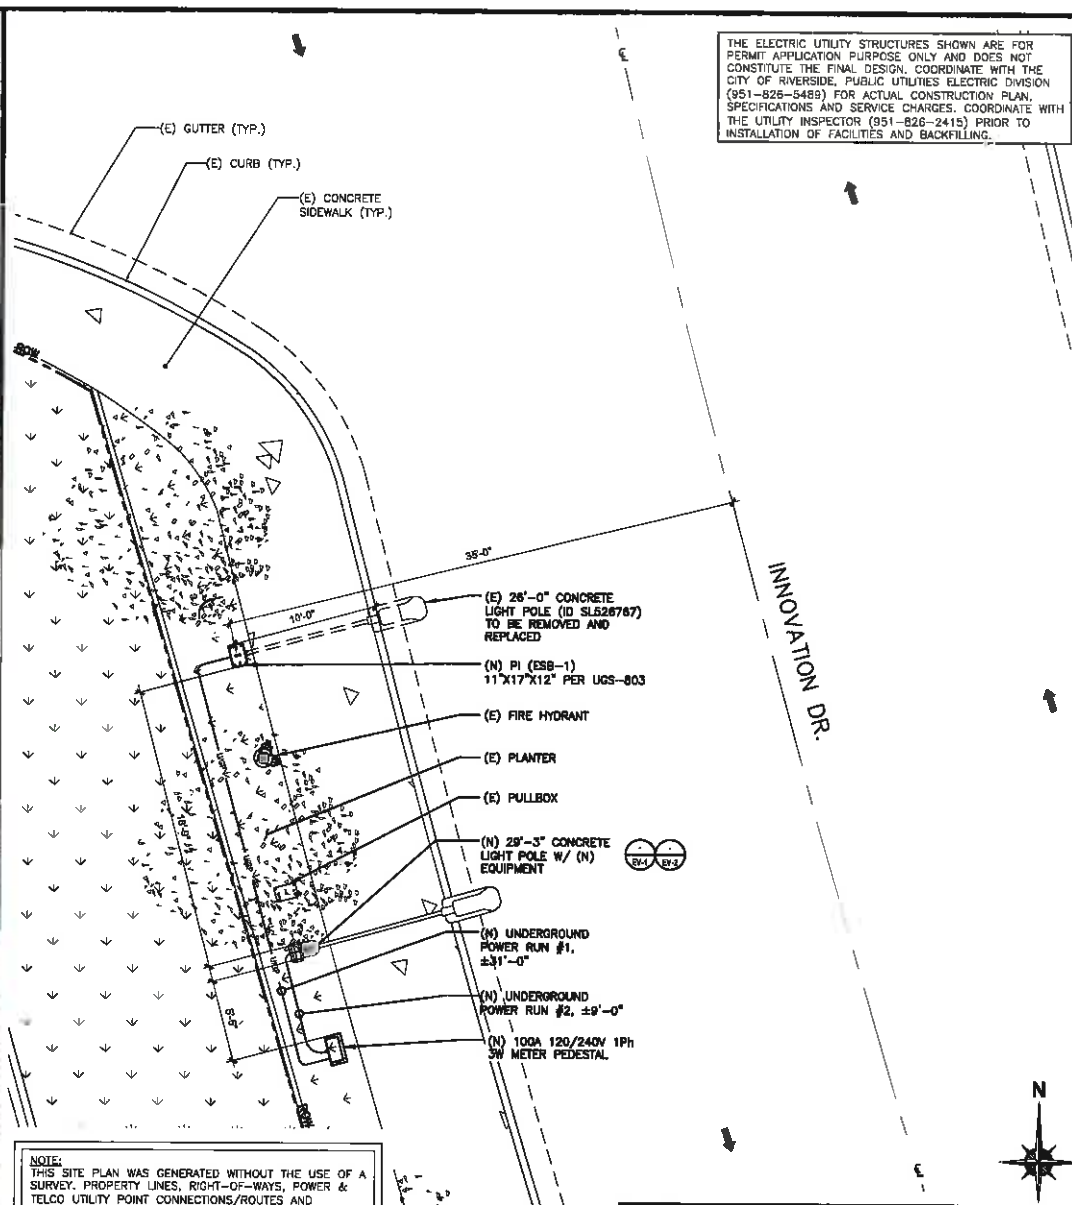 THE ELECTRIC UTILITY STRUCTURES SHOWN ARE FOR
PERMIT APPLICATION PURPOSE ONLY AND DOES NOT
CONSTITUTE THE FINAL DESIGN. COORDINATE WITH THE
CITY OF RIVERSIDE, PUBLIC UTILITIES ELECTRIC DIVISION
(951-826-5489) FOR ACTUAL CONSTRUCTION PLAN,
SPECIFICATIONS AND SERVICE CHARGES. COORDINATE WITH
THE UTILITY INSPECTOR (951-826-2415) PRIOR TO
INSTALLATION OF FACILITIES AND BACKFILLING.
(E) GUTTER (TYP.)
(E) CURB (TYP.)
(E) CONCRETE
SIDEWALK (TYP.)
ROW
35'-0"
10'-0"
(E) 26'-0" CONCRETE
LIGHT POLE (ID SL526767)
TO BE REMOVED AND
REPLACED
(N) PI (ESB-1)
11"X17"X12" PER UGS-803
(E) FIRE HYDRANT
(E) PLANTER
(E) PULLBOX
(N) 29'-3" CONCRETE
LIGHT POLE W/ (N)
EQUIPMENT
EV-1 EV-2
INNOVATION DR.
(N) UNDERGROUND
POWER RUN #1,
±31'-0"
(N) UNDERGROUND
POWER RUN #2, ±9'-0"
(N) 100A 120/240V 1Ph
3W METER PEDESTAL
ROW
N
NOTE:
THIS SITE PLAN WAS GENERATED WITHOUT THE USE OF A
SURVEY. PROPERTY LINES, RIGHT-OF-WAYS, POWER &
TELCO UTILITY POINT CONNECTIONS/ROUTES AND